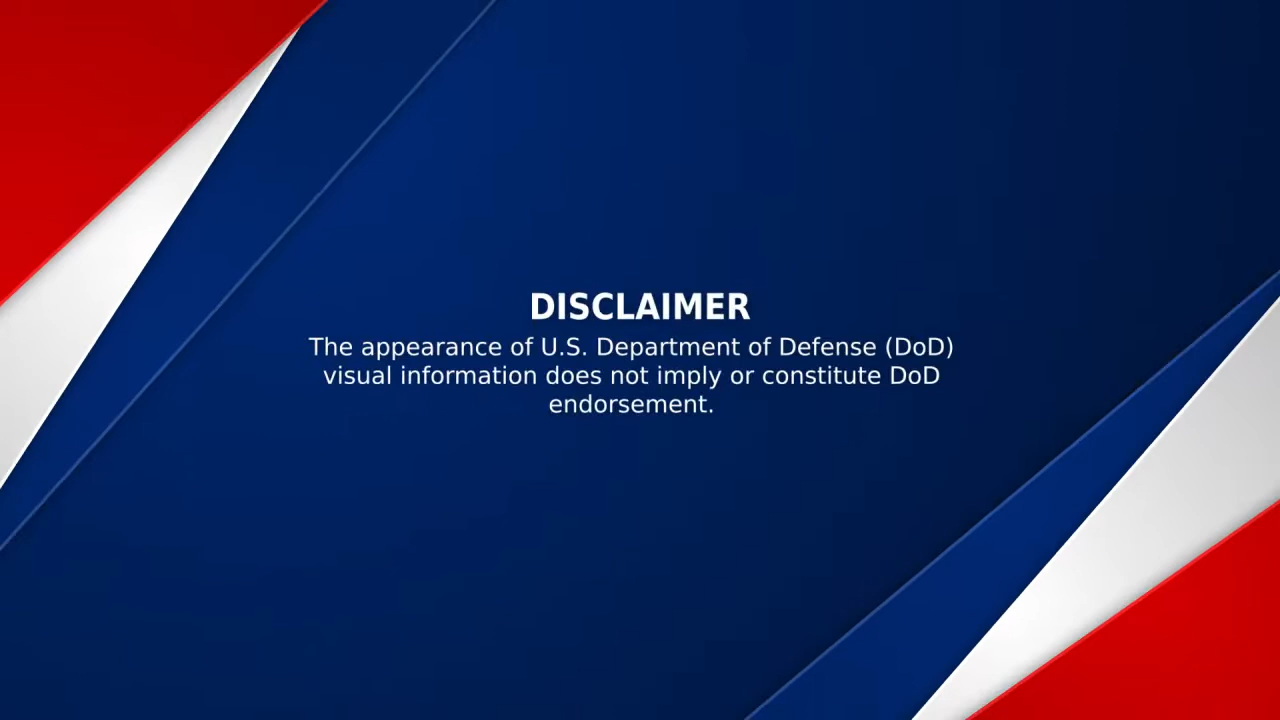 DISCLAIMER
The appearance of U.S. Department of Defense (DoD)
visual information does not imply or constitute DoD
endorsement.